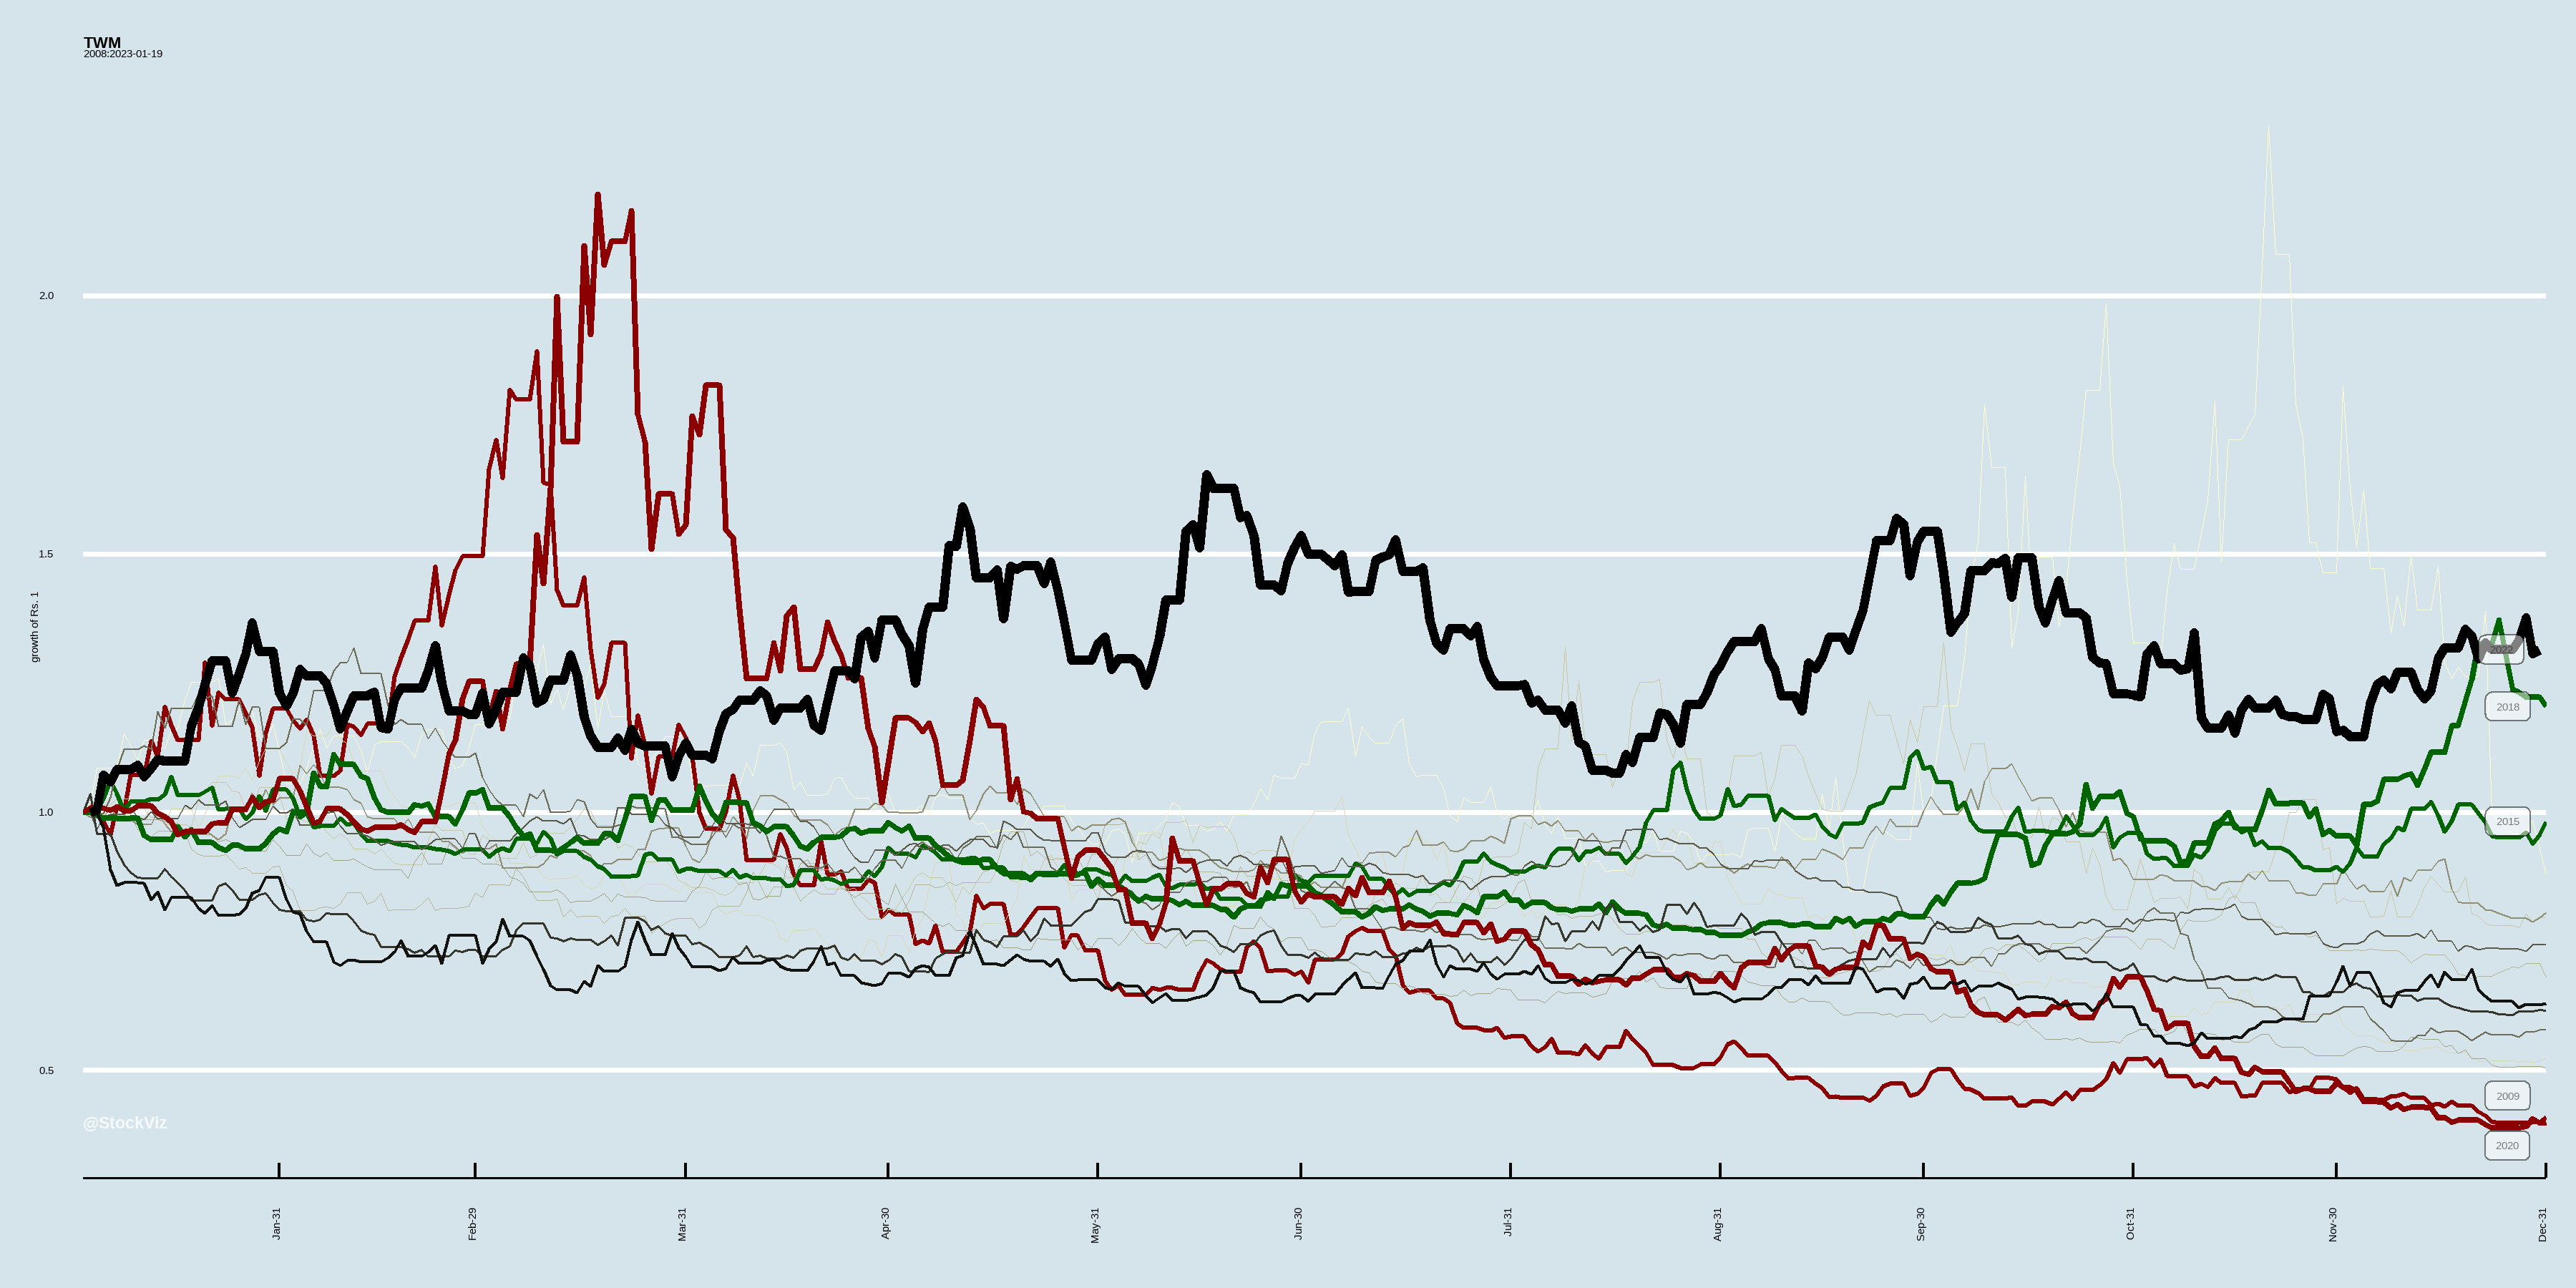 TWM
2008:2023-01-19
growth of Rs. 1
2.0
1.5
1.0
0.5
2022
2018
2015
2009
2020
@StockViz
Jan-31
Feb-29
Mar-31
Apr-30
May-31
Jun-30
Jul-31
Aug-31
Sep-30
Oct-31
Nov-30
Dec-31